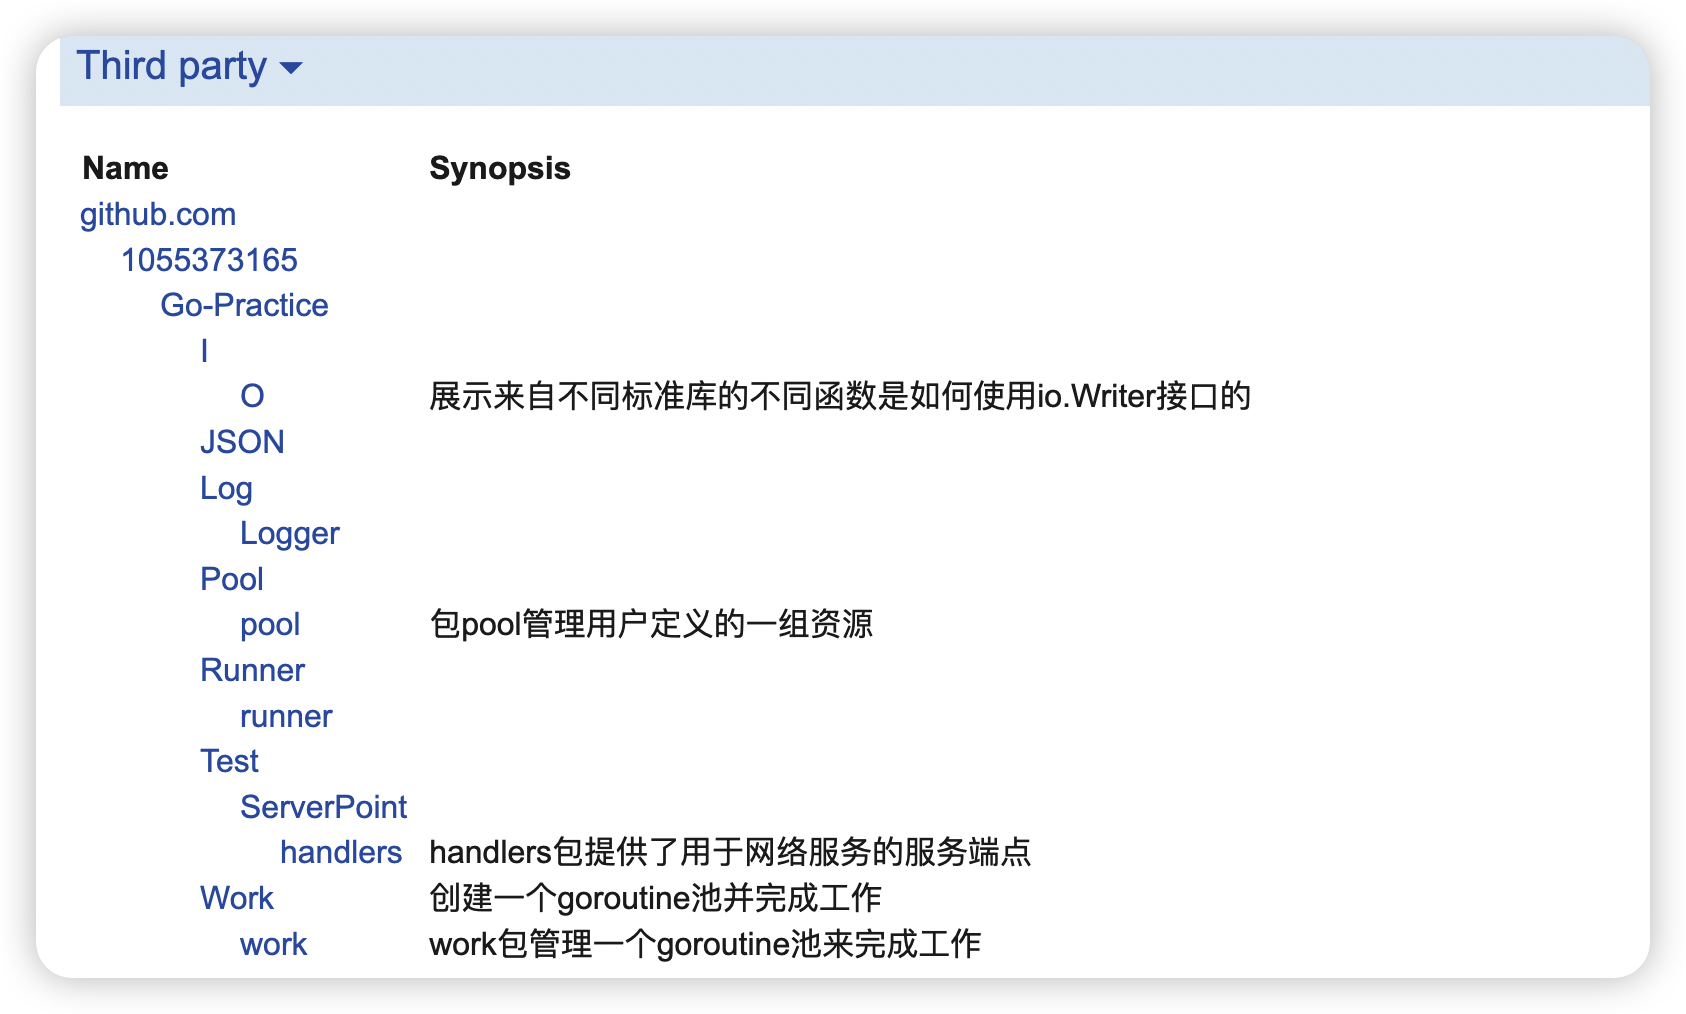 Third party
Name Synopsis
github.com
1055373165
Go-Practice
I
O 展示来自不同标准库的不同函数是如何使用io.Writer接口的
JSON
Log
Logger
Pool
pool 包pool管理用户定义的一组资源
Runner
runner
Test
ServerPoint
handlers handlers包提供了用于网络服务的服务端点
Work 创建一个goroutine池并完成工作
work work包管理一个goroutine池来完成工作